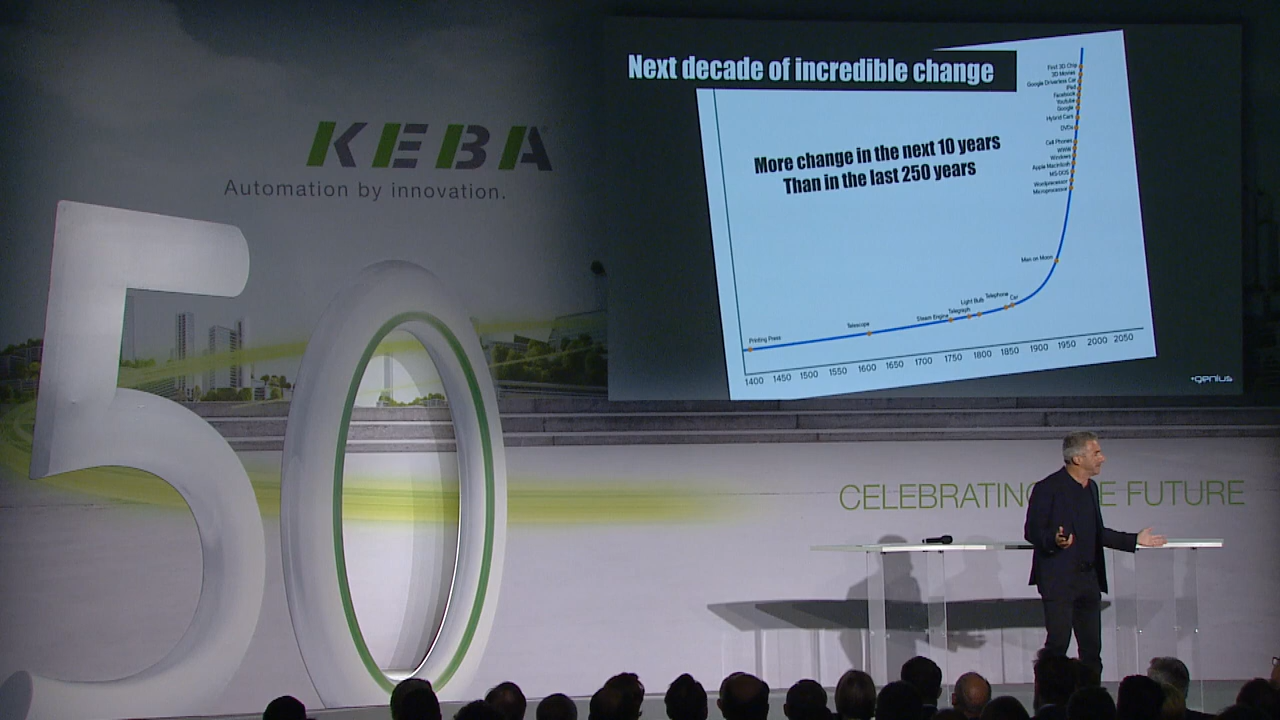 KEBA
Automation by innovation.
50
Next decade of incredible change
More change in the next 10 years
Than in the last 250 years
First 3D Chip
3D Movies
Google Driverless Car
iPad
Facebook
Youtube
Google
Hybrid Cars
DVDs
Cell Phones
WWW
Windows
Apple Macintosh
MS-DOS
Wordprocessor
Microprocessor
Man on Moon
Car
Telephone
Light Bulb
Telegraph
Steam Engine
Telescope
Printing Press
1400 1450 1500 1550 1600 1650 1700 1750 1800 1850 1900 1950 2000 2050
+genius
CELEBRATING E FUTURE